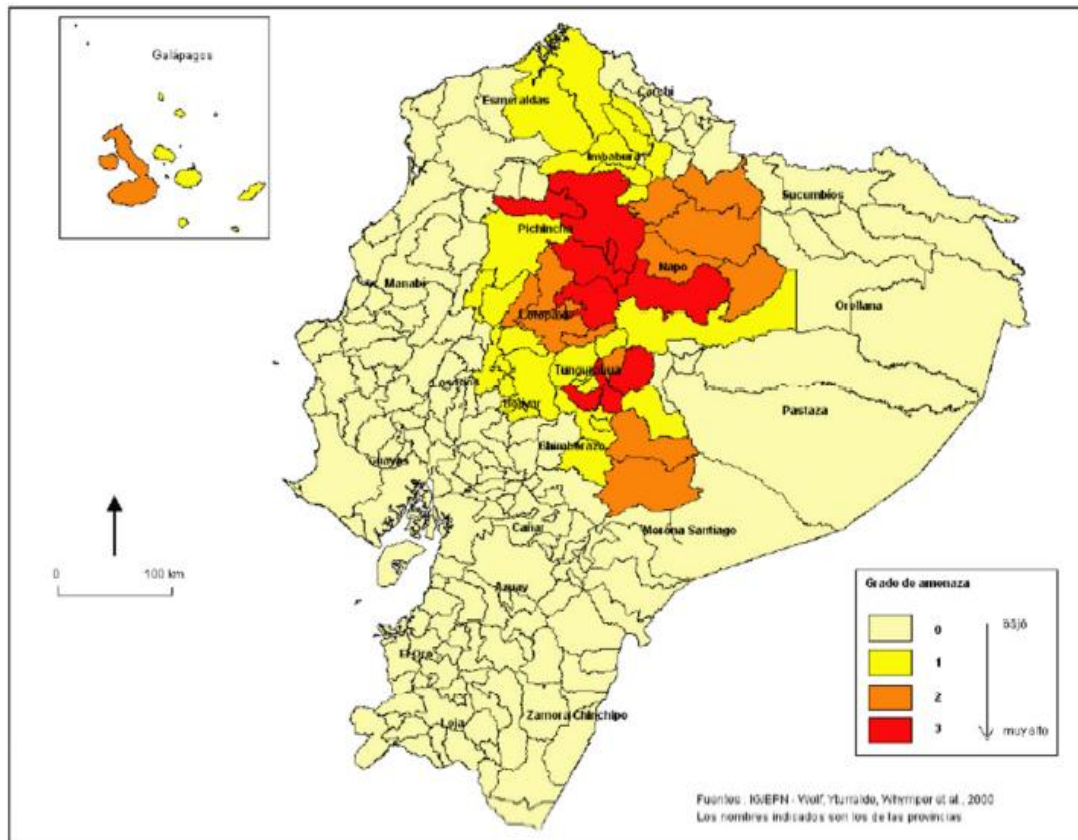 Galápagos
Carchi
Esmeraldas
Imbabura
Sucumbios
Pichincha
Napo
Manabi
Orellana
Cotopaxi
Tungurahua
Los Rios
Bolivar
Pastaza
Chimborazo
Guayas
Cañar
Morona Santiago
0 100 km
Azuay
El Oro
Zamora Chinchipe
Loja
Grado de amenaza
0 bajo
1
2
3 muy alto
Fuentes : IG/EPN - Wolf, Yturralde, Whymper et al., 2000
Los nombres indicados son los de las provincias